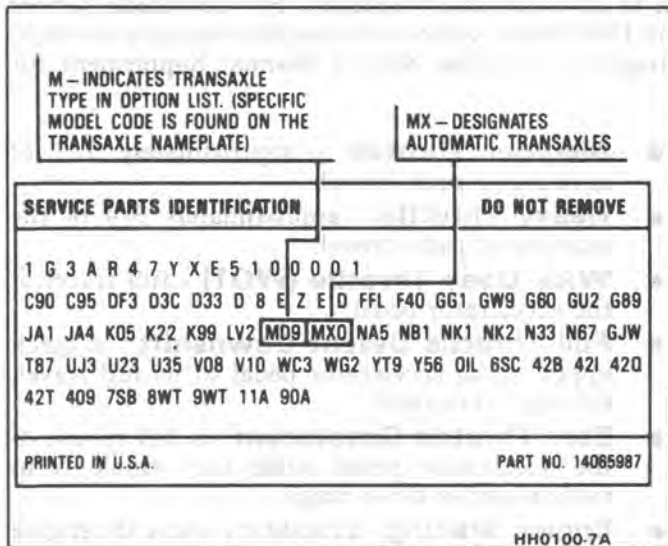 M – INDICATES TRANSAXLE
TYPE IN OPTION LIST. (SPECIFIC
MODEL CODE IS FOUND ON THE
TRANSAXLE NAMEPLATE)
MX – DESIGNATES
AUTOMATIC TRANSAXLES
SERVICE PARTS IDENTIFICATION DO NOT REMOVE
1 G 3 A R 4 7 Y X E 5 1 0 0 0 1 1
C90 C95 DF3 D3C D33 D 8 E Z E D FFL F40 GG1 GW9 G60 GU2 G89
JA1 JA4 K05 K22 K99 LV2 MD9 MX0 NA5 NB1 NK1 NK2 N33 N67 GJW
T87 UJ3 U23 U35 V08 V10 WC3 WG2 YT9 Y56 0IL 6SC 42B 42I 42Q
42T 409 7SB 8WT 9WT 11A 90A
PRINTED IN U.S.A. PART NO. 14065987
HH0100-7A